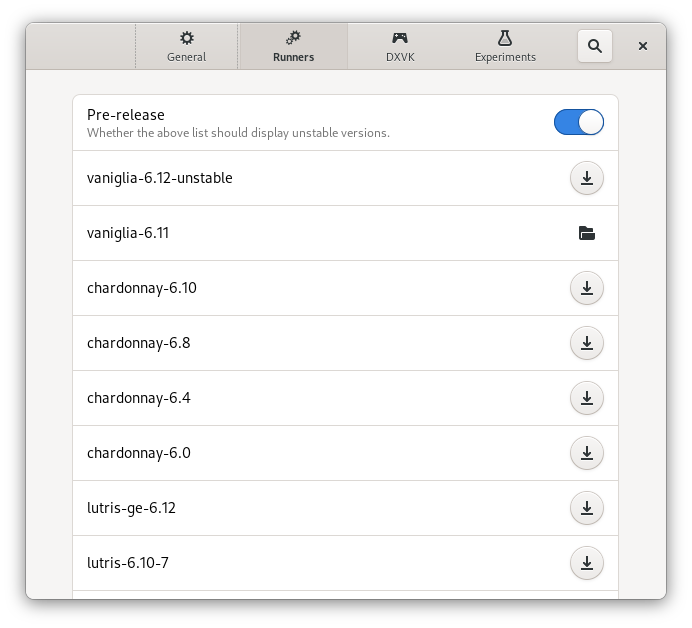 General
Runners
DXVK
Experiments
Pre-release
Whether the above list should display unstable versions.
vaniglia-6.12-unstable
vaniglia-6.11
chardonnay-6.10
chardonnay-6.8
chardonnay-6.4
chardonnay-6.0
lutris-ge-6.12
lutris-6.10-7